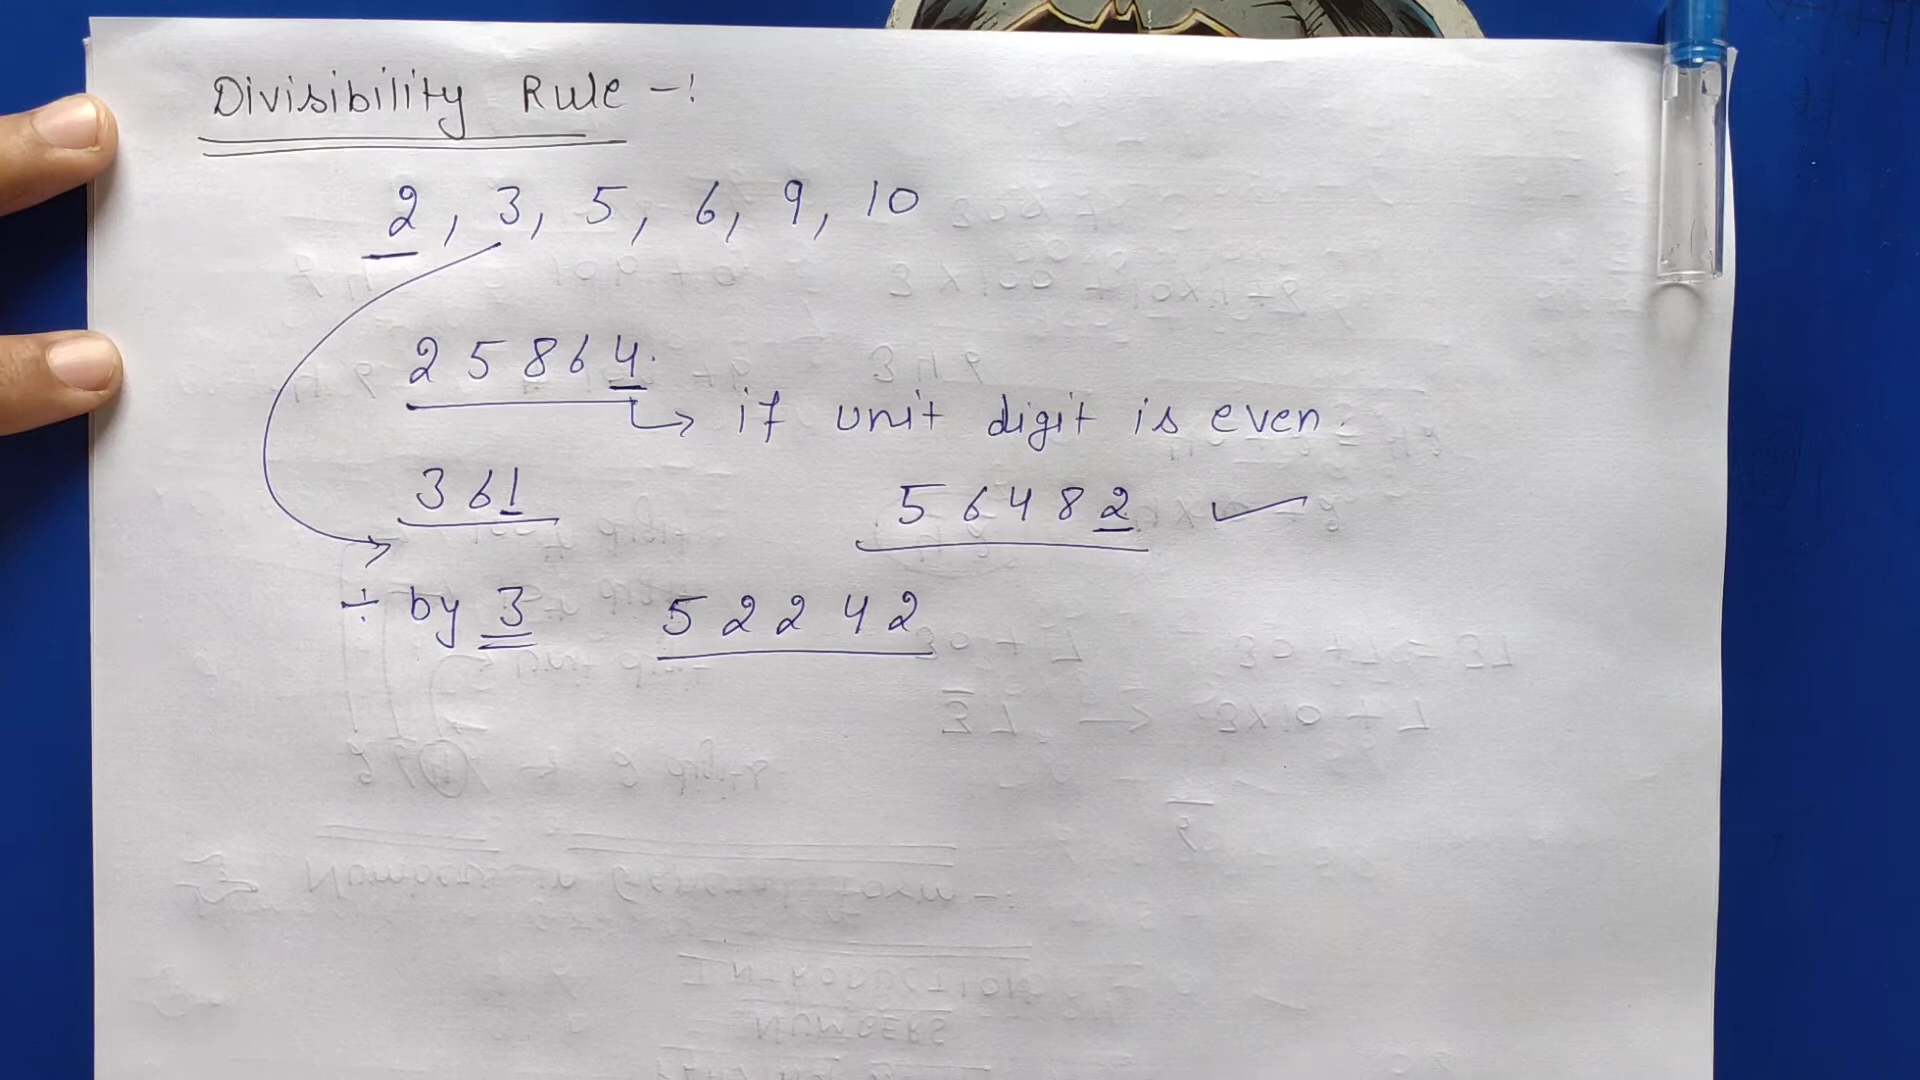 Divisibility Rule -:
2, 3, 5, 6, 9, 10
25864.
↳ if unit digit is even.
361
56482 ✓
÷ by 3 52242